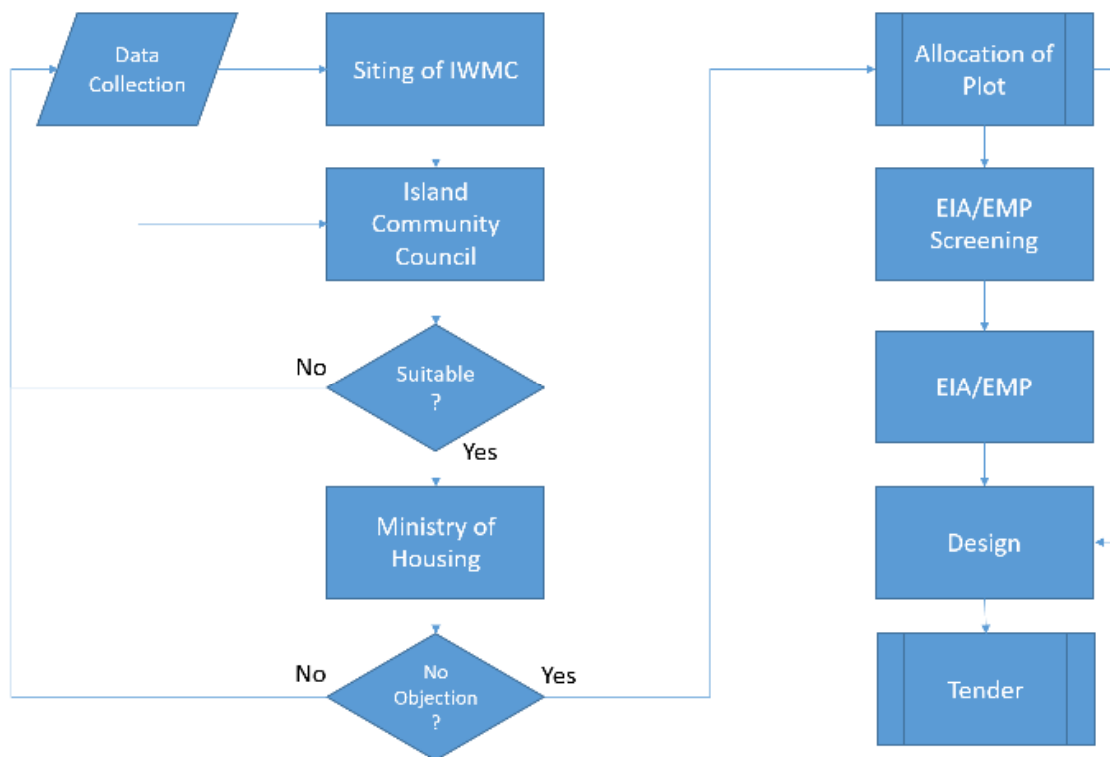 Data
Collection
Siting of IWMC
Island
Community
Council
No
Suitable
?
Yes
Ministry of
Housing
No
No
Objection
?
Yes
Allocation of
Plot
EIA/EMP
Screening
EIA/EMP
Design
Tender